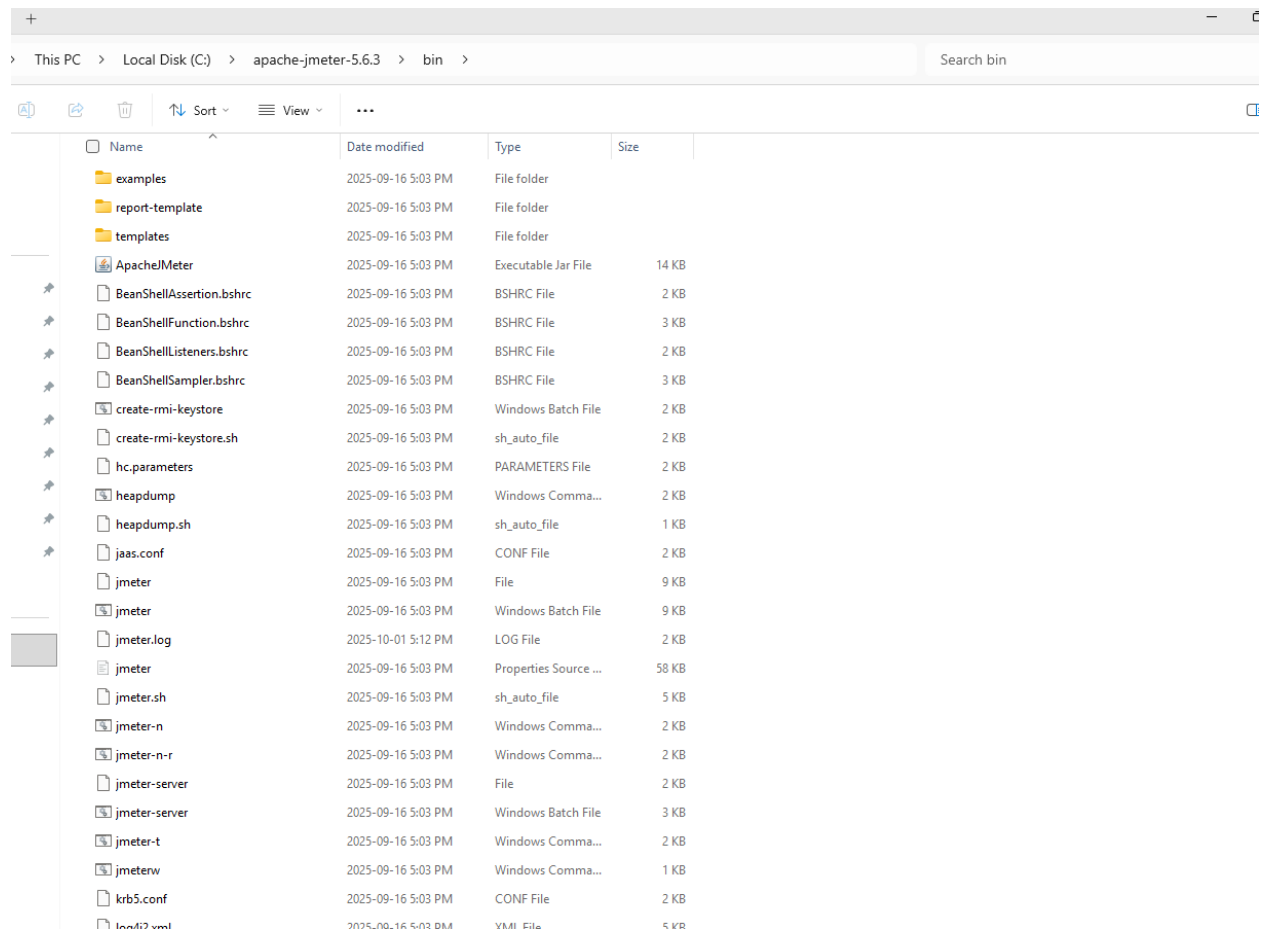 This PC > Local Disk (C:) > apache-jmeter-5.6.3 > bin > Search bin
Sort View
Name Date modified Type Size
examples 2025-09-16 5:03 PM File folder
report-template 2025-09-16 5:03 PM File folder
templates 2025-09-16 5:03 PM File folder
ApacheJMeter 2025-09-16 5:03 PM Executable Jar File 14 KB
BeanShellAssertion.bshrc 2025-09-16 5:03 PM BSHRC File 2 KB
BeanShellFunction.bshrc 2025-09-16 5:03 PM BSHRC File 3 KB
BeanShellListeners.bshrc 2025-09-16 5:03 PM BSHRC File 2 KB
BeanShellSampler.bshrc 2025-09-16 5:03 PM BSHRC File 3 KB
create-rmi-keystore 2025-09-16 5:03 PM Windows Batch File 2 KB
create-rmi-keystore.sh 2025-09-16 5:03 PM sh_auto_file 2 KB
hc.parameters 2025-09-16 5:03 PM PARAMETERS File 2 KB
heapdump 2025-09-16 5:03 PM Windows Comma... 2 KB
heapdump.sh 2025-09-16 5:03 PM sh_auto_file 1 KB
jaas.conf 2025-09-16 5:03 PM CONF File 2 KB
jmeter 2025-09-16 5:03 PM File 9 KB
jmeter 2025-09-16 5:03 PM Windows Batch File 9 KB
jmeter.log 2025-10-01 5:12 PM LOG File 2 KB
jmeter 2025-09-16 5:03 PM Properties Source ... 58 KB
jmeter.sh 2025-09-16 5:03 PM sh_auto_file 5 KB
jmeter-n 2025-09-16 5:03 PM Windows Comma... 2 KB
jmeter-n-r 2025-09-16 5:03 PM Windows Comma... 2 KB
jmeter-server 2025-09-16 5:03 PM File 2 KB
jmeter-server 2025-09-16 5:03 PM Windows Batch File 3 KB
jmeter-t 2025-09-16 5:03 PM Windows Comma... 2 KB
jmeterw 2025-09-16 5:03 PM Windows Comma... 1 KB
krb5.conf 2025-09-16 5:03 PM CONF File 2 KB
log4j2.xml 2025-09-16 5:03 PM XML File 5 KB